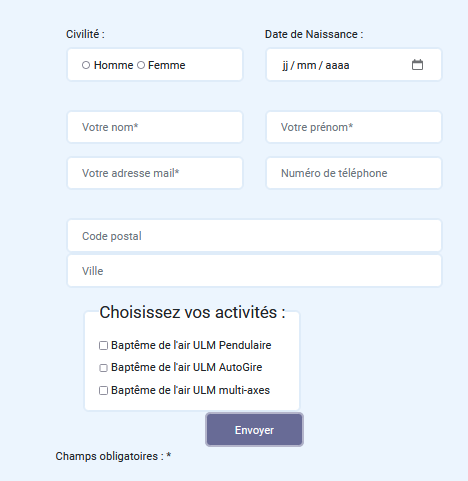 Civilité : Date de Naissance :
Homme Femme jj / mm / aaaa
Votre nom* Votre prénom*
Votre adresse mail* Numéro de téléphone
Code postal
Ville
Choisissez vos activités :
Baptême de l'air ULM Pendulaire
Baptême de l'air ULM AutoGire
Baptême de l'air ULM multi-axes
Envoyer
Champs obligatoires : *